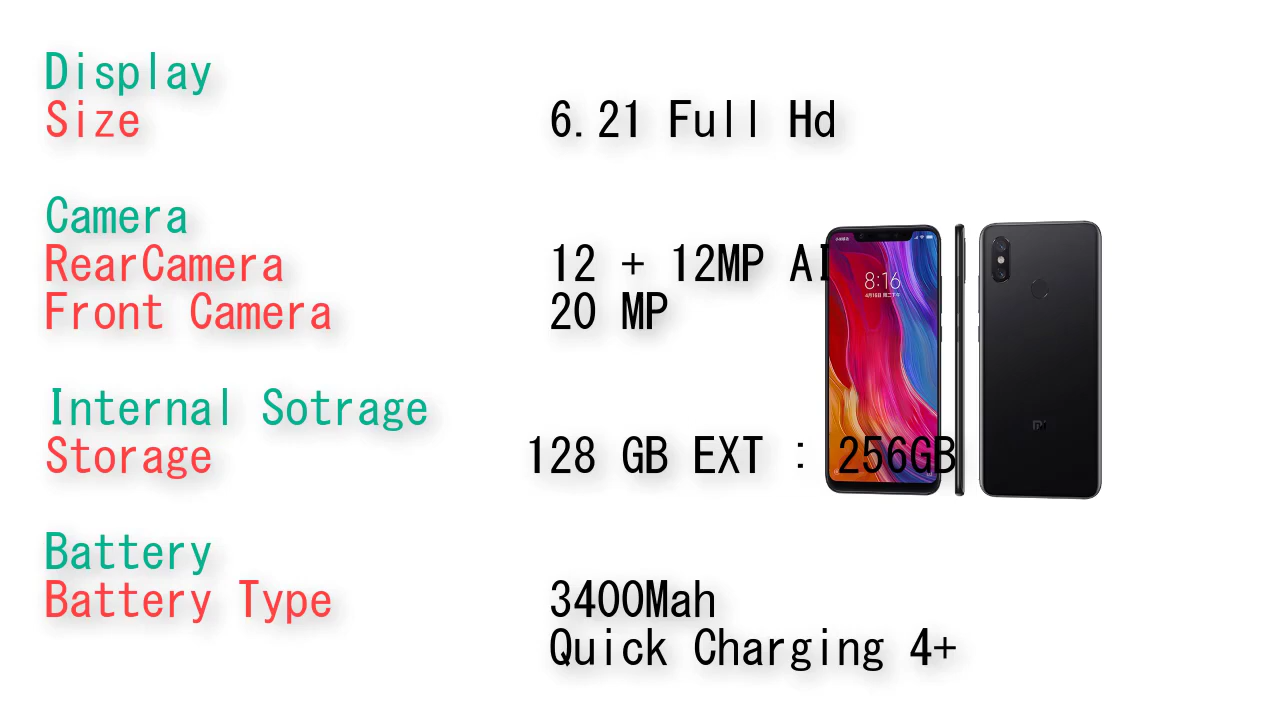 Display
Size 6.21 Full Hd
Camera
RearCamera 12 + 12MP AI
Front Camera 20 MP
Internal Sotrage
Storage 128 GB EXT : 256GB
Battery
Battery Type 3400Mah
Quick Charging 4+
8:16
mi